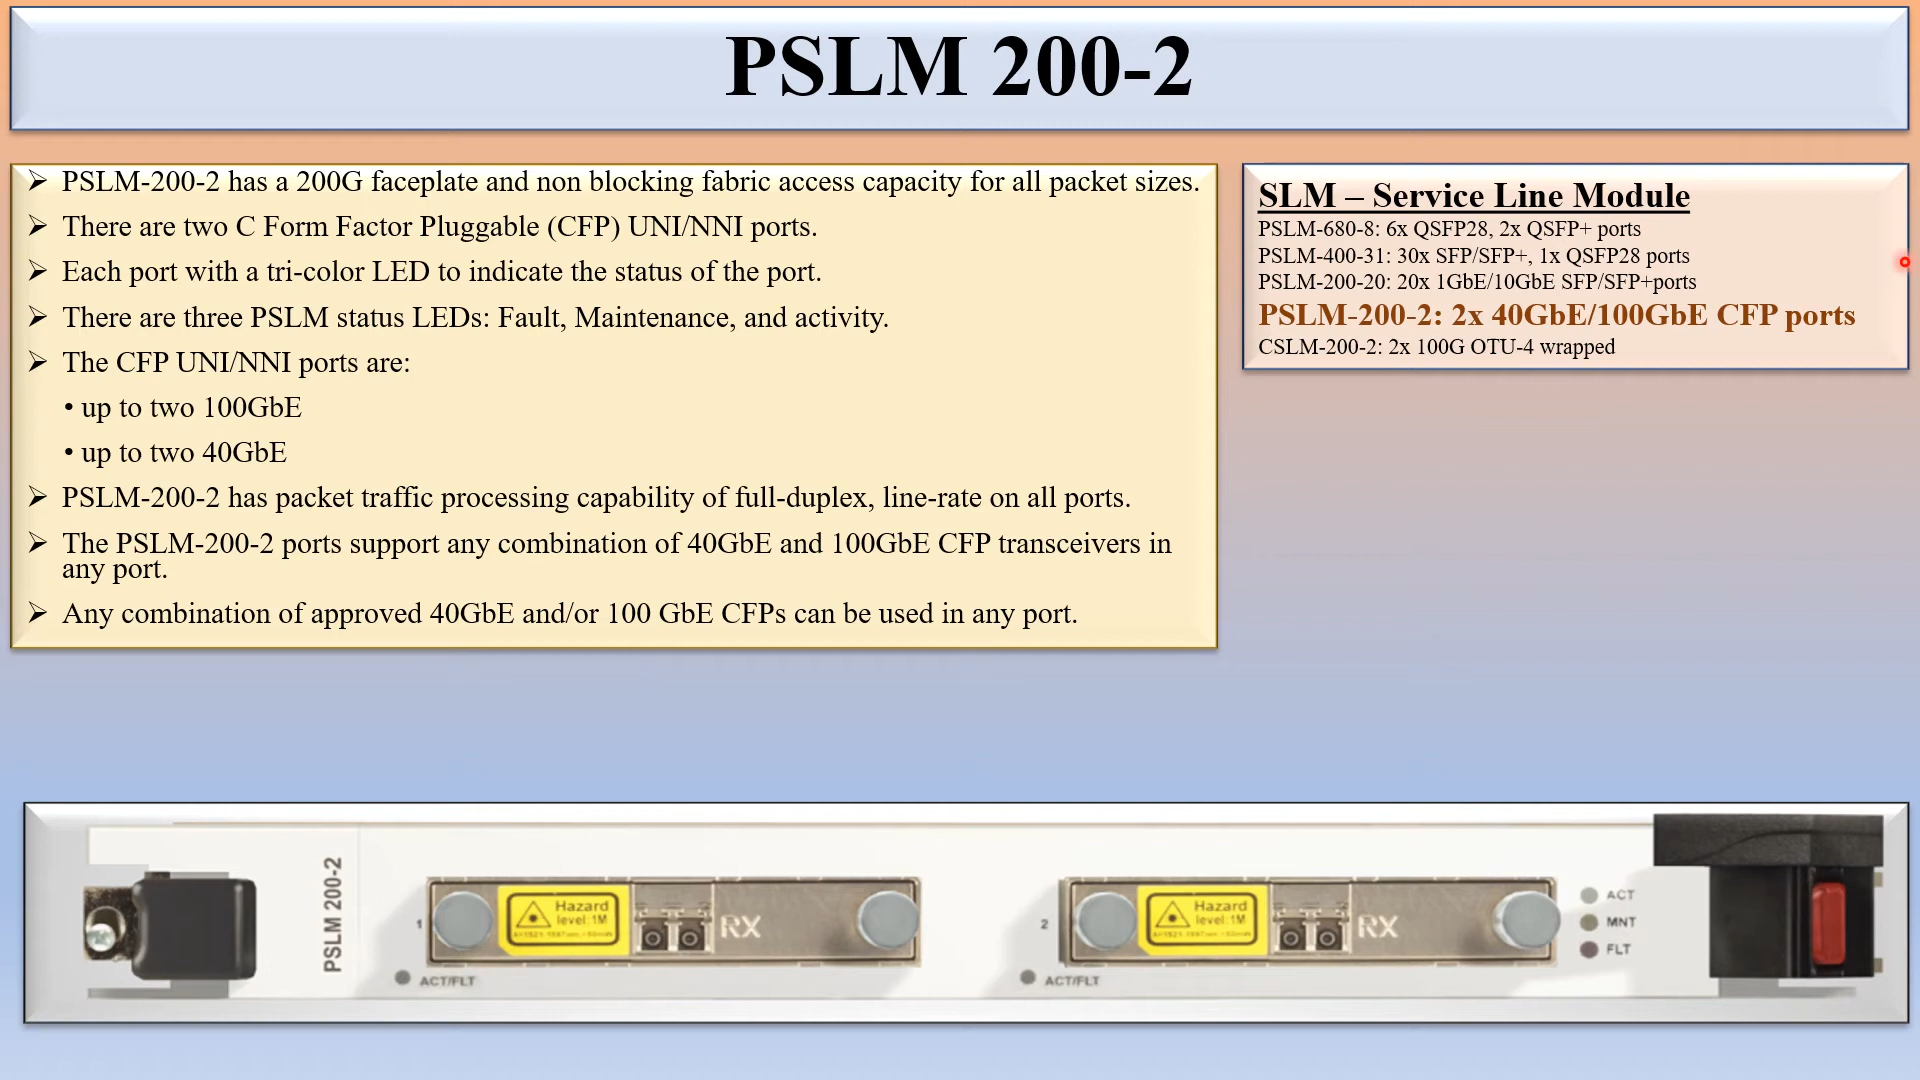 PSLM 200-2
➢ PSLM-200-2 has a 200G faceplate and non blocking fabric access capacity for all packet sizes.
➢ There are two C Form Factor Pluggable (CFP) UNI/NNI ports.
➢ Each port with a tri-color LED to indicate the status of the port.
➢ There are three PSLM status LEDs: Fault, Maintenance, and activity.
➢ The CFP UNI/NNI ports are:
• up to two 100GbE
• up to two 40GbE
➢ PSLM-200-2 has packet traffic processing capability of full-duplex, line-rate on all ports.
➢ The PSLM-200-2 ports support any combination of 40GbE and 100GbE CFP transceivers in
any port.
➢ Any combination of approved 40GbE and/or 100 GbE CFPs can be used in any port.
SLM – Service Line Module
PSLM-680-8: 6x QSFP28, 2x QSFP+ ports
PSLM-400-31: 30x SFP/SFP+, 1x QSFP28 ports
PSLM-200-20: 20x 1GbE/10GbE SFP/SFP+ports
PSLM-200-2: 2x 40GbE/100GbE CFP ports
CSLM-200-2: 2x 100G OTU-4 wrapped
PSLM 200-2
1
Hazard
level:1M
RX
ACT/FLT
2
Hazard
level:1M
RX
ACT/FLT
ACT
MNT
FLT